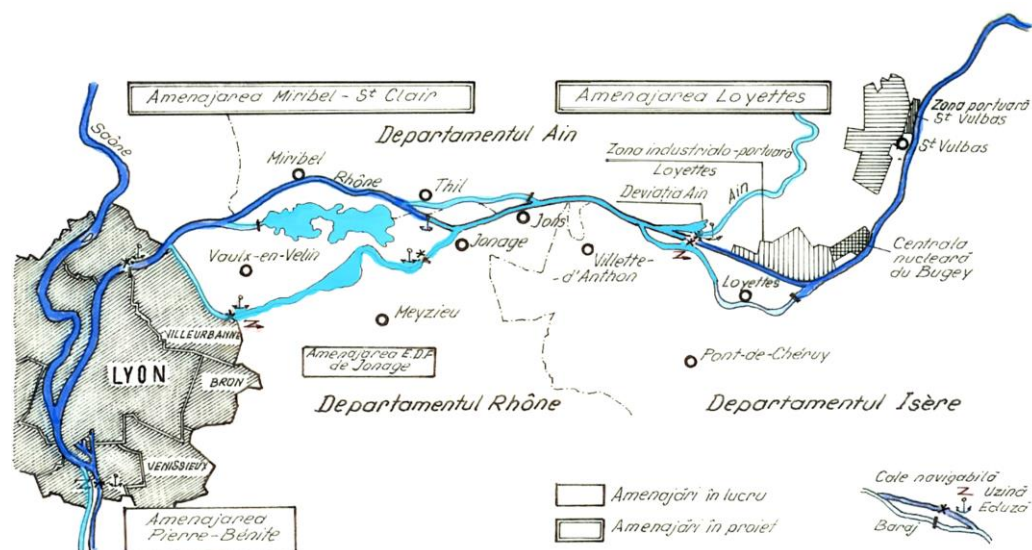 Saône
Amenajarea Miribel - St Clair
Amenajarea Loyettes
Departamentul Ain
Zona portuară
St Vulbas
St Vulbas
Zona industrialo-portuară
Loyettes
Miribel
Rhône
Thil
Deviația Ain
Ain
Jons
Jonage
Villette-
d'Anthon
Centrala
nucleară
du Bugey
Vaulx-en-Velin
Loyettes
Meyzieu
VILLEURBANNE
Amenajarea E.D.F.
de Jonage
Pont-de-Chéruy
LYON
BRON
Departamentul Rhône
Departamentul Isère
VENISSIEUX
Amenajarea
Pierre-Bénite
Amenajări în lucru
Amenajări în proiet
Cale navigabilă
Uzină
Ecluză
Baraj